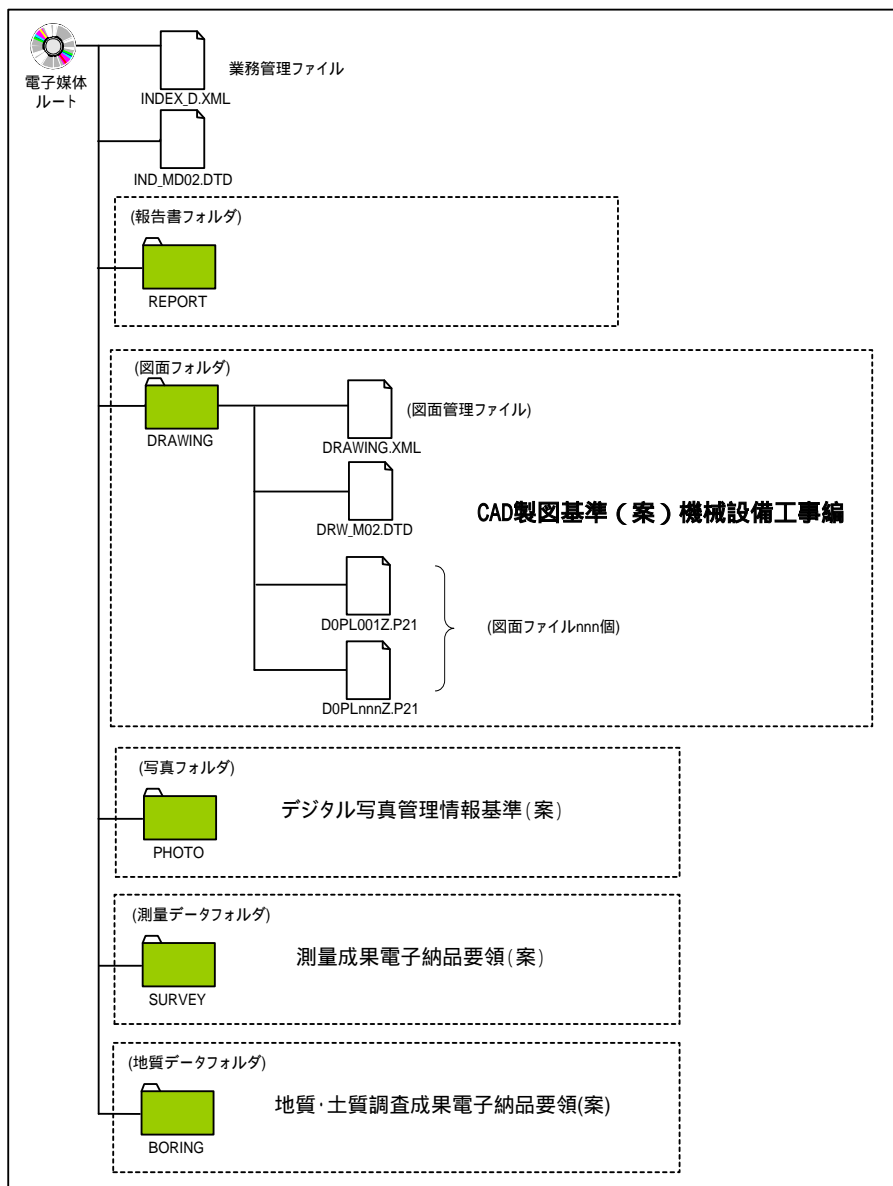 電子媒体
ルート
業務管理ファイル
INDEX_D.XML
IND_MD02.DTD
(報告書フォルダ)
REPORT
(図面フォルダ)
DRAWING
(図面管理ファイル)
DRAWING.XML
CAD製図基準(案)機械設備工事編
DRW_M02.DTD
D0PL001Z.P21
(図面ファイルnnn個)
D0PLnnnZ.P21
(写真フォルダ)
デジタル写真管理情報基準(案)
PHOTO
(測量データフォルダ)
測量成果電子納品要領(案)
SURVEY
(地質データフォルダ)
地質・土質調査成果電子納品要領(案)
BORING